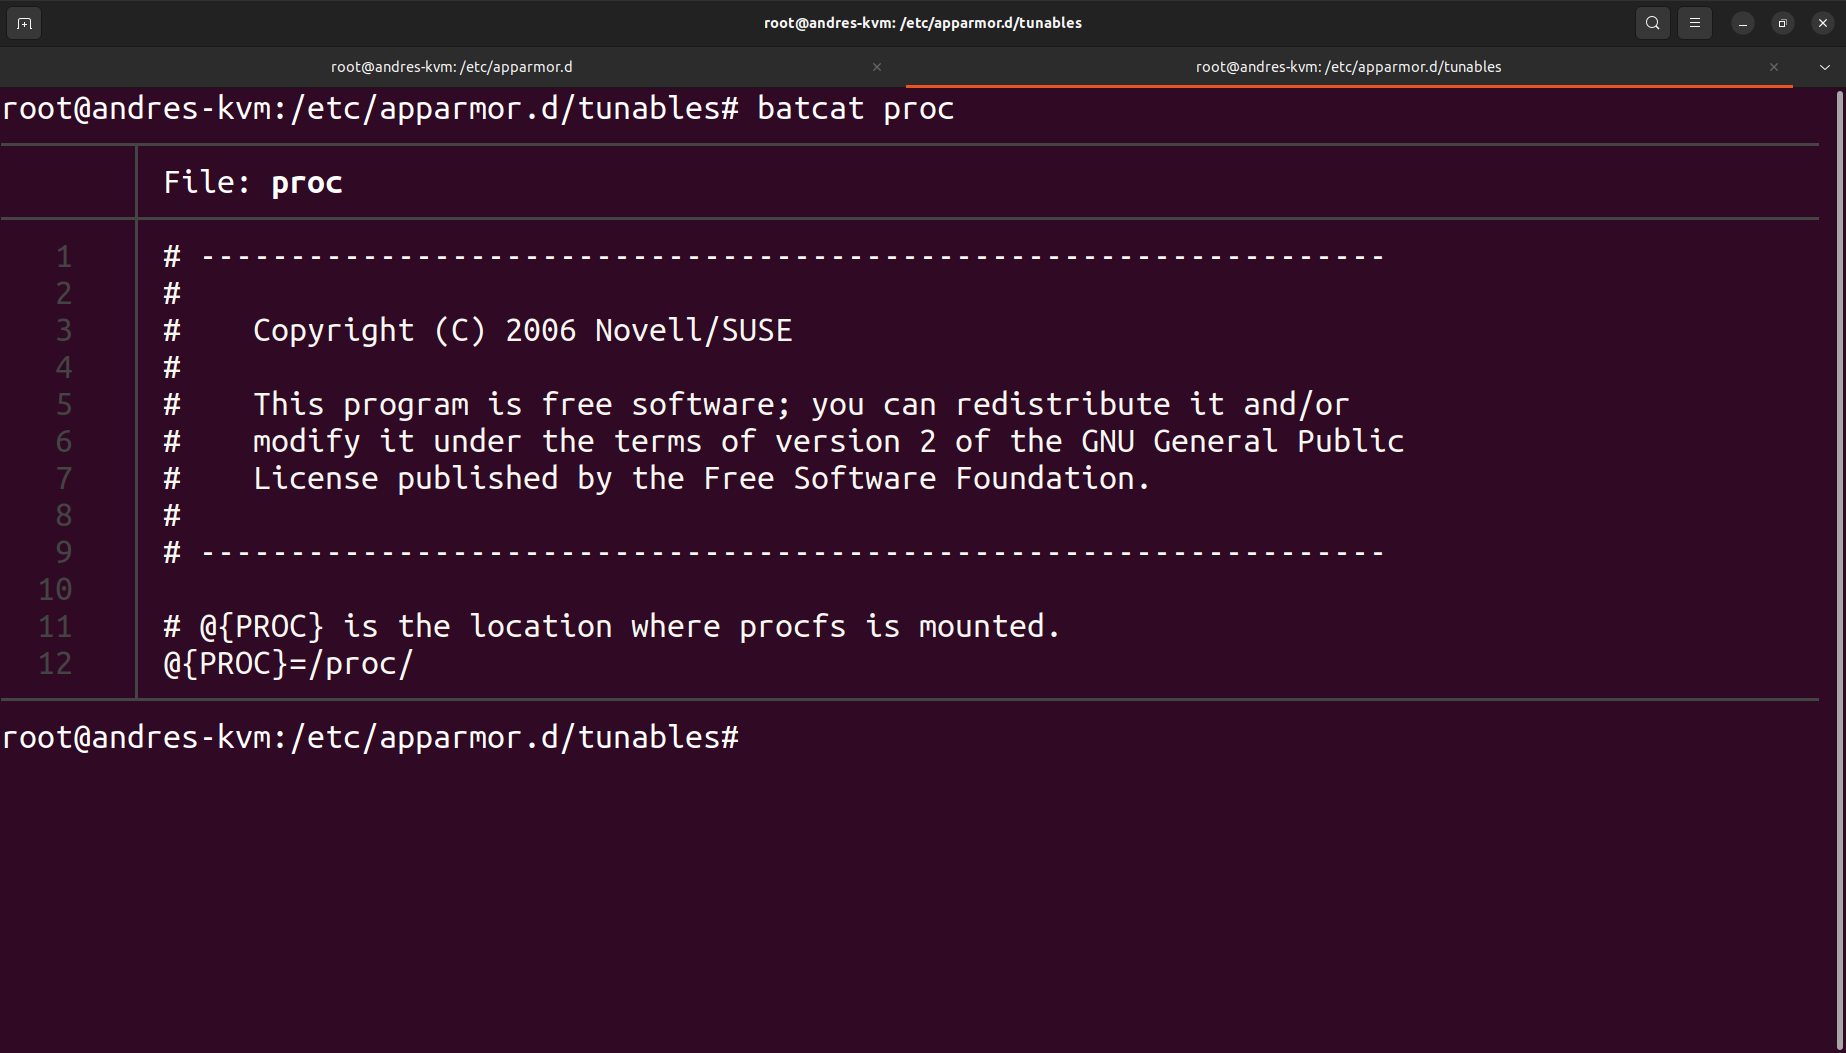 root@andres-kvm: /etc/apparmor.d/tunables
root@andres-kvm: /etc/apparmor.d
root@andres-kvm: /etc/apparmor.d/tunables
root@andres-kvm:/etc/apparmor.d/tunables# batcat proc
File: proc
1 # ------------------------------------------------------------------
2 #
3 #    Copyright (C) 2006 Novell/SUSE
4 #
5 #    This program is free software; you can redistribute it and/or
6 #    modify it under the terms of version 2 of the GNU General Public
7 #    License published by the Free Software Foundation.
8 #
9 # ------------------------------------------------------------------
10
11 # @{PROC} is the location where procfs is mounted.
12 @{PROC}=/proc/
root@andres-kvm:/etc/apparmor.d/tunables#